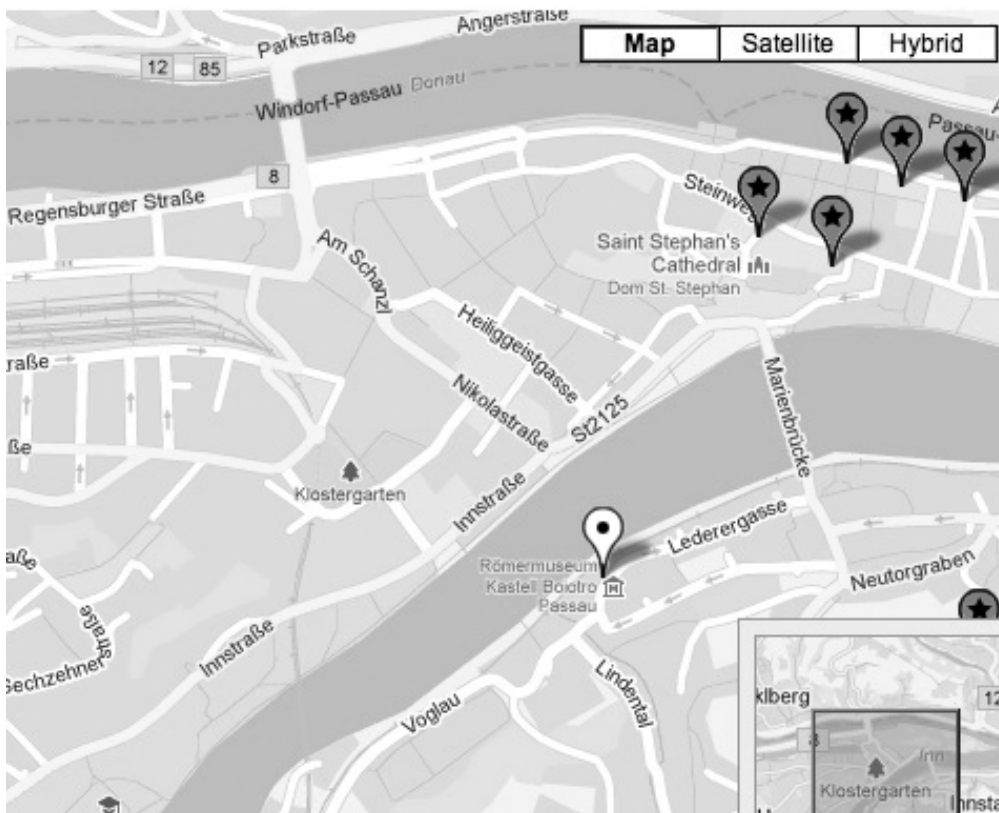 Angerstraße
Parkstraße
Map
Satellite
Hybrid
12
85
Windorf-Passau
Donau
Passau-
8
Regensburger Straße
Steinweg
Saint Stephan's
Cathedral
Dom St. Stephan
Am Schanzl
Heiliggeistgasse
raße
Nikolastraße
St2125
Marienbrücke
ße
Klostergarten
Innstraße
Lederergasse
Römermuseum
Kastell Boiotro
Passau
Neutorgraben
aße
straße
Sechzehner
Innstraße
Lindental
Voglau
klberg
12
8
Inn
Klostergarten
Innsta